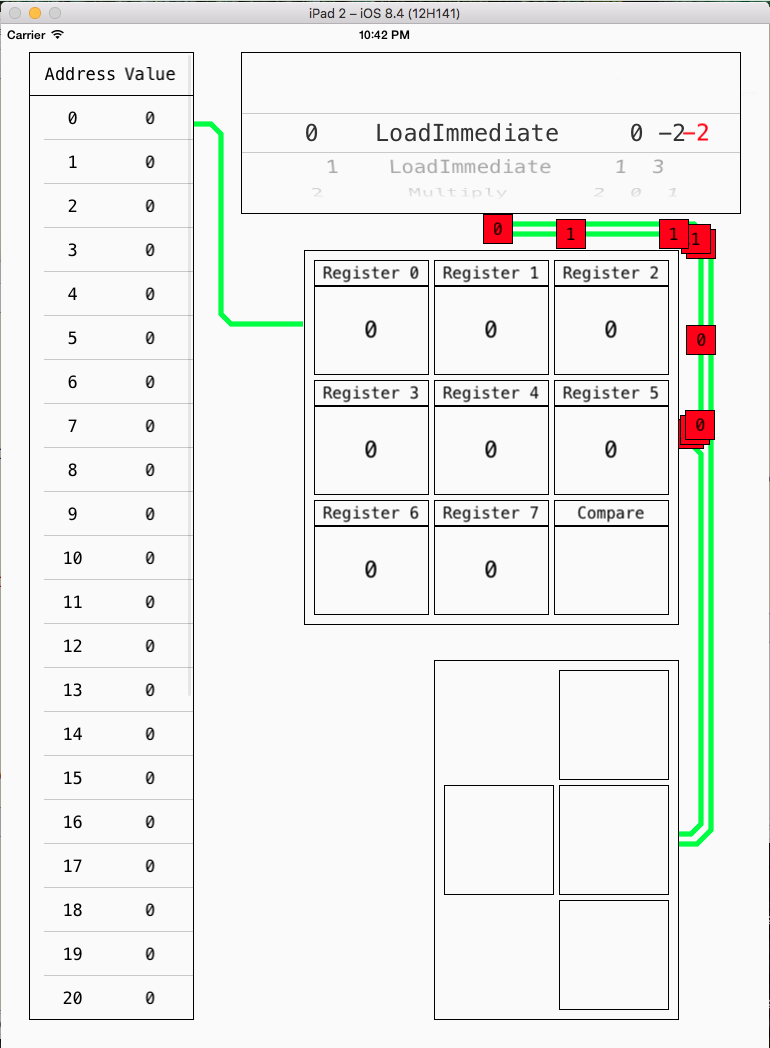 iPad 2 – iOS 8.4 (12H141)
Carrier 10:42 PM
Address Value
0 0
1 0
2 0
3 0
4 0
5 0
6 0
7 0
8 0
9 0
10 0
11 0
12 0
13 0
14 0
15 0
16 0
17 0
18 0
19 0
20 0
0 LoadImmediate 0 -2-2
1 LoadImmediate 1 3
2 Multiply 2 0 1
0 1 1 1
0
0
Register 0 Register 1 Register 2
0 0 0
Register 3 Register 4 Register 5
0 0 0
Register 6 Register 7 Compare
0 0